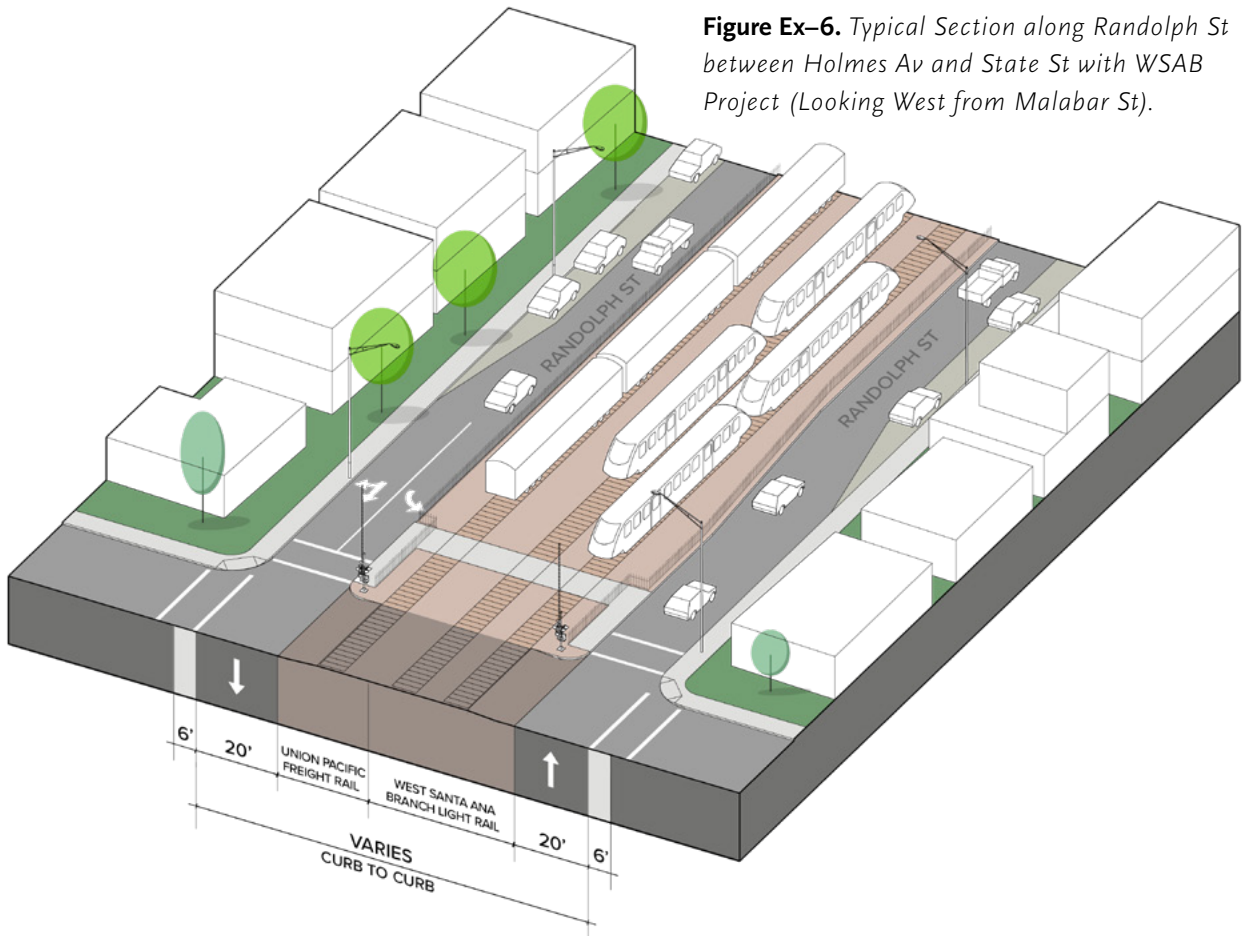 Figure Ex–6. Typical Section along Randolph St
between Holmes Av and State St with WSAB
Project (Looking West from Malabar St).
RANDOLPH ST
RANDOLPH ST
6'
20'
UNION PACIFIC
FREIGHT RAIL
WEST SANTA ANA
BRANCH LIGHT RAIL
20'
6'
VARIES
CURB TO CURB